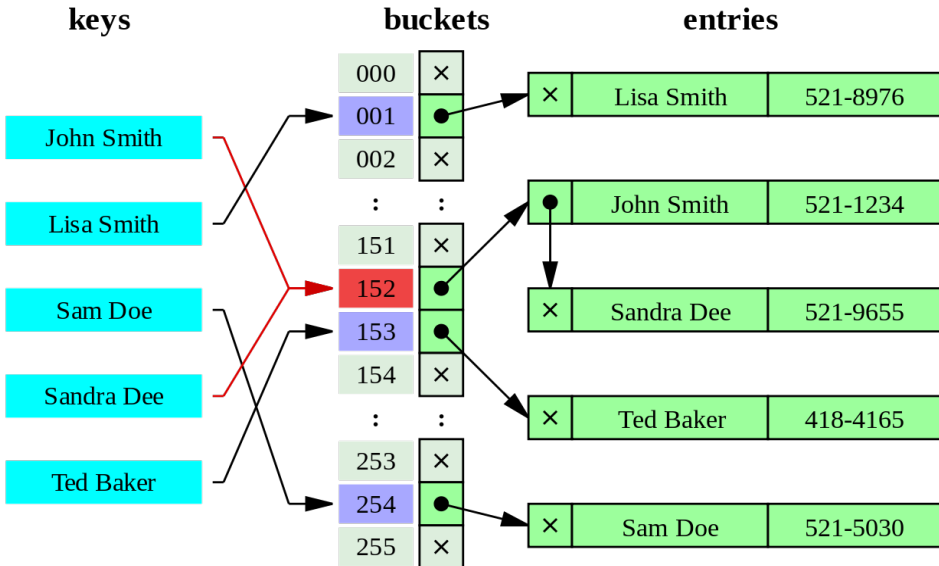 keys buckets entries
John Smith
Lisa Smith
Sam Doe
Sandra Dee
Ted Baker
000 ×
001
002 ×
: :
151 ×
152
153
154 ×
: :
253 ×
254
255 ×
× Lisa Smith 521-8976
John Smith 521-1234
× Sandra Dee 521-9655
× Ted Baker 418-4165
× Sam Doe 521-5030